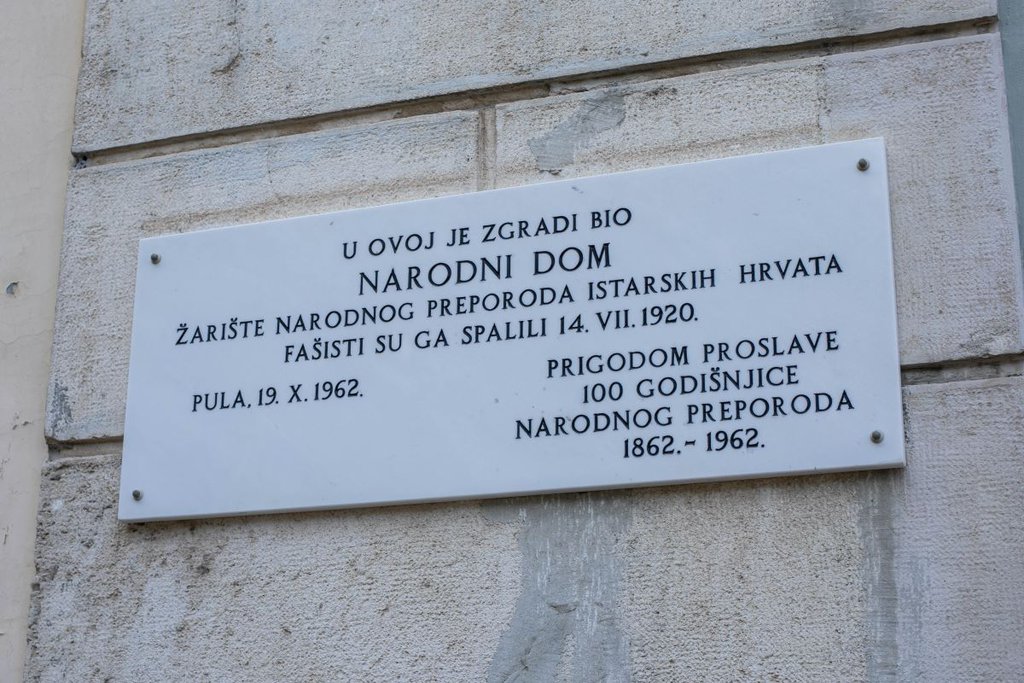 U OVOJ JE ZGRADI BIO
NARODNI DOM
ŽARIŠTE NARODNOG PREPORODA ISTARSKIH HRVATA
FAŠISTI SU GA SPALILI 14. VII. 1920.
PULA, 19. X. 1962.
PRIGODOM PROSLAVE
100 GODIŠNJICE
NARODNOG PREPORODA
1862.- 1962.